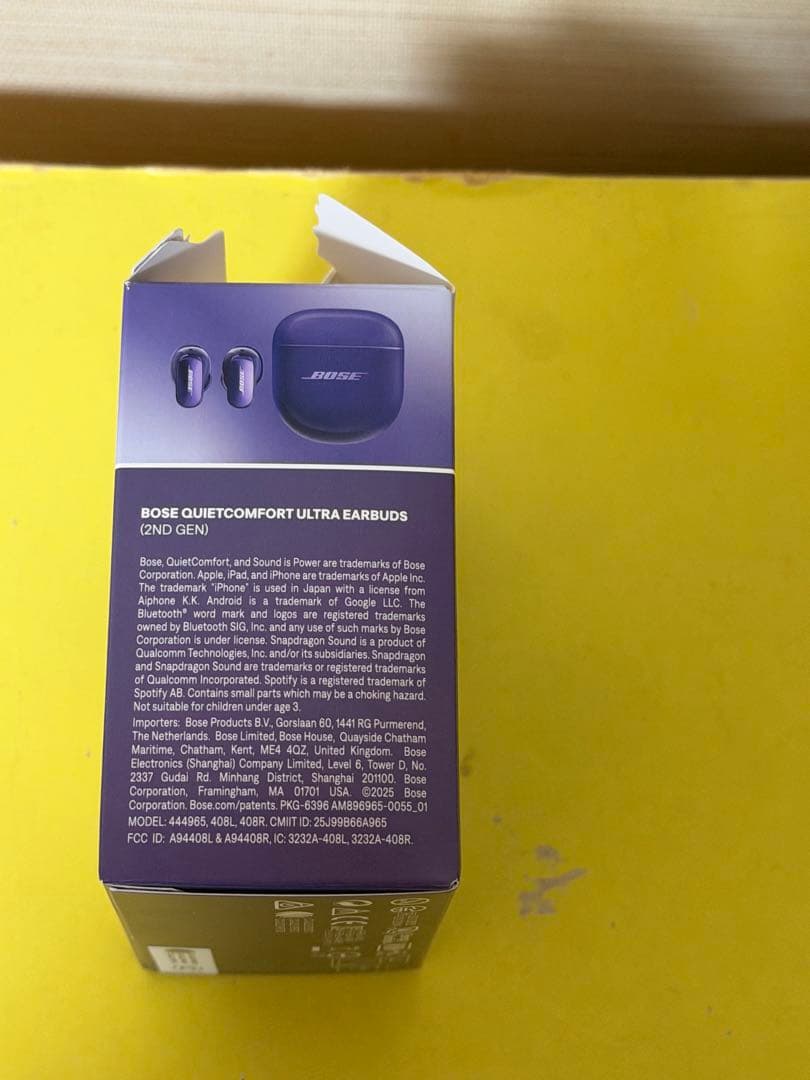 BOSE
BOSE
BOSE
BOSE QUIETCOMFORT ULTRA EARBUDS
(2ND GEN)
Bose, QuietComfort, and Sound is Power are trademarks of Bose
Corporation. Apple, iPad, and iPhone are trademarks of Apple Inc.
The trademark "iPhone" is used in Japan with a license from
Aiphone K.K. Android is a trademark of Google LLC. The
Bluetooth® word mark and logos are registered trademarks
owned by Bluetooth SIG, Inc. and any use of such marks by Bose
Corporation is under license. Snapdragon Sound is a product of
Qualcomm Technologies, Inc. and/or its subsidiaries. Snapdragon
and Snapdragon Sound are trademarks or registered trademarks
of Qualcomm Incorporated. Spotify is a registered trademark of
Spotify AB. Contains small parts which may be a choking hazard.
Not suitable for children under age 3.
Importers: Bose Products B.V., Gorslaan 60, 1441 RG Purmerend,
The Netherlands. Bose Limited, Bose House, Quayside Chatham
Maritime, Chatham, Kent, ME4 4QZ, United Kingdom. Bose
Electronics (Shanghai) Company Limited, Level 6, Tower D, No.
2337 Gudai Rd. Minhang District, Shanghai 201100. Bose
Corporation, Framingham, MA 01701 USA. ©2025 Bose
Corporation. Bose.com/patents. PKG-6396 AM896965-0055_01
MODEL: 444965, 408L, 408R. CMIIT ID: 25J99B66A965
FCC ID: A94408L & A94408R, IC: 3232A-408L, 3232A-408R.